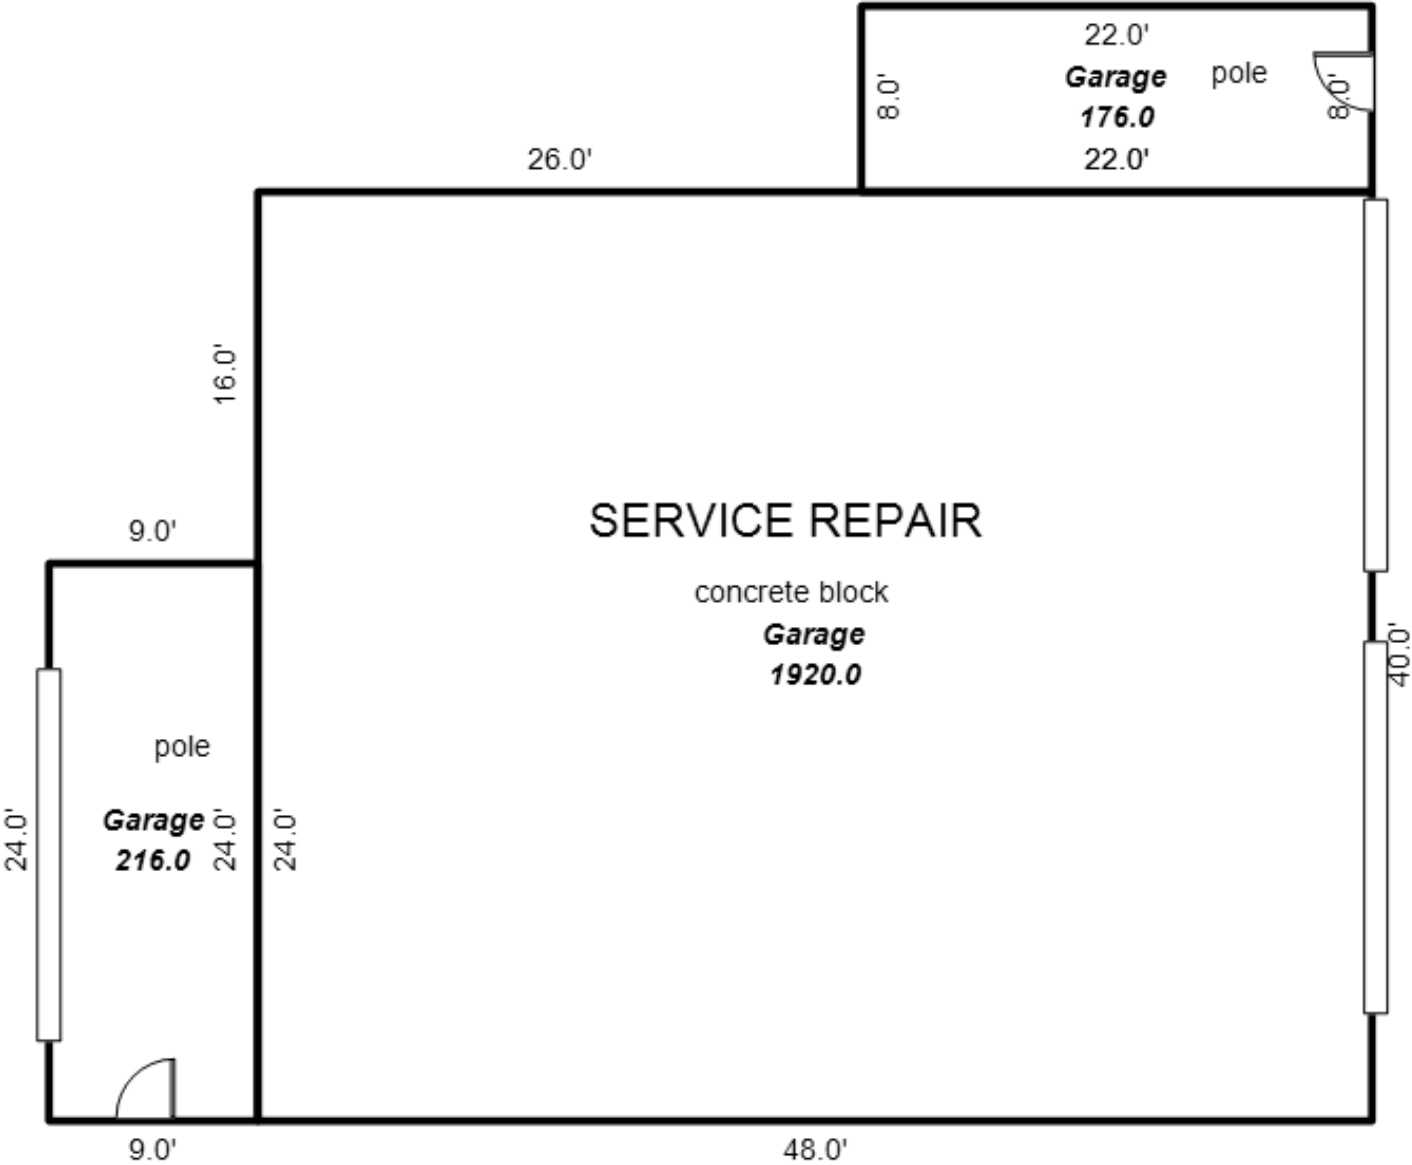 22.0'
Garage
pole
176.0
8.0'
8.0'
22.0'
26.0'
16.0'
9.0'
SERVICE REPAIR
concrete block
Garage
1920.0
40.0'
pole
Garage
216.0
24.0'
24.0'
24.0'
9.0'
48.0'